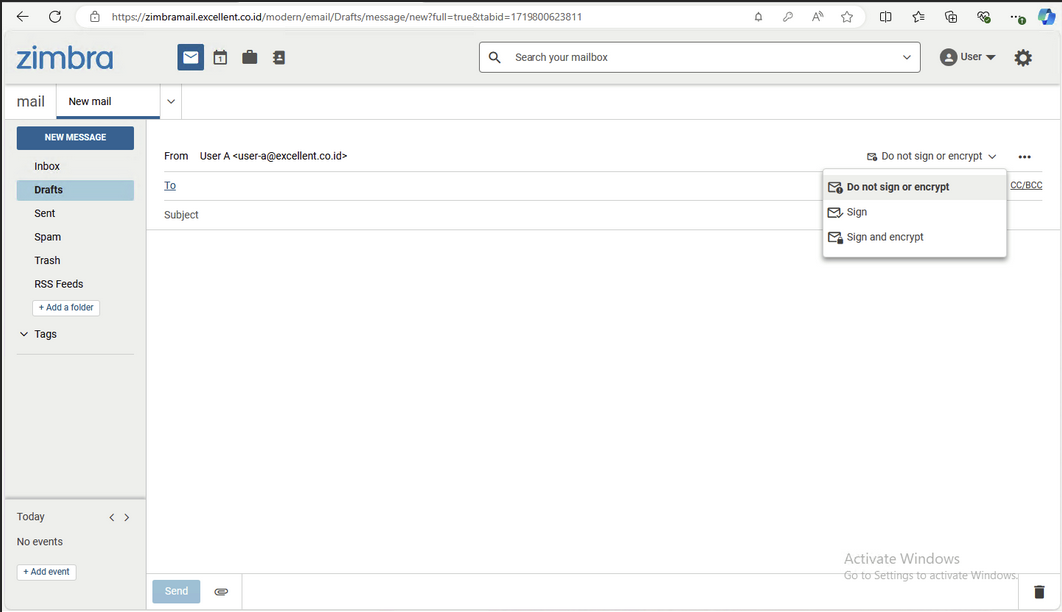 https://zimbramail.excellent.co.id/modern/email/Drafts/message/new?full=true&tabid=1719800623811
zimbra
1
Search your mailbox
User
mail
New mail
NEW MESSAGE
Inbox
Drafts
Sent
Spam
Trash
RSS Feeds
+ Add a folder
Tags
From User A <user-a@excellent.co.id>
Do not sign or encrypt
To
CC/BCC
Subject
Do not sign or encrypt
Sign
Sign and encrypt
Today
No events
+ Add event
Send
Activate Windows
Go to Settings to activate Windows.